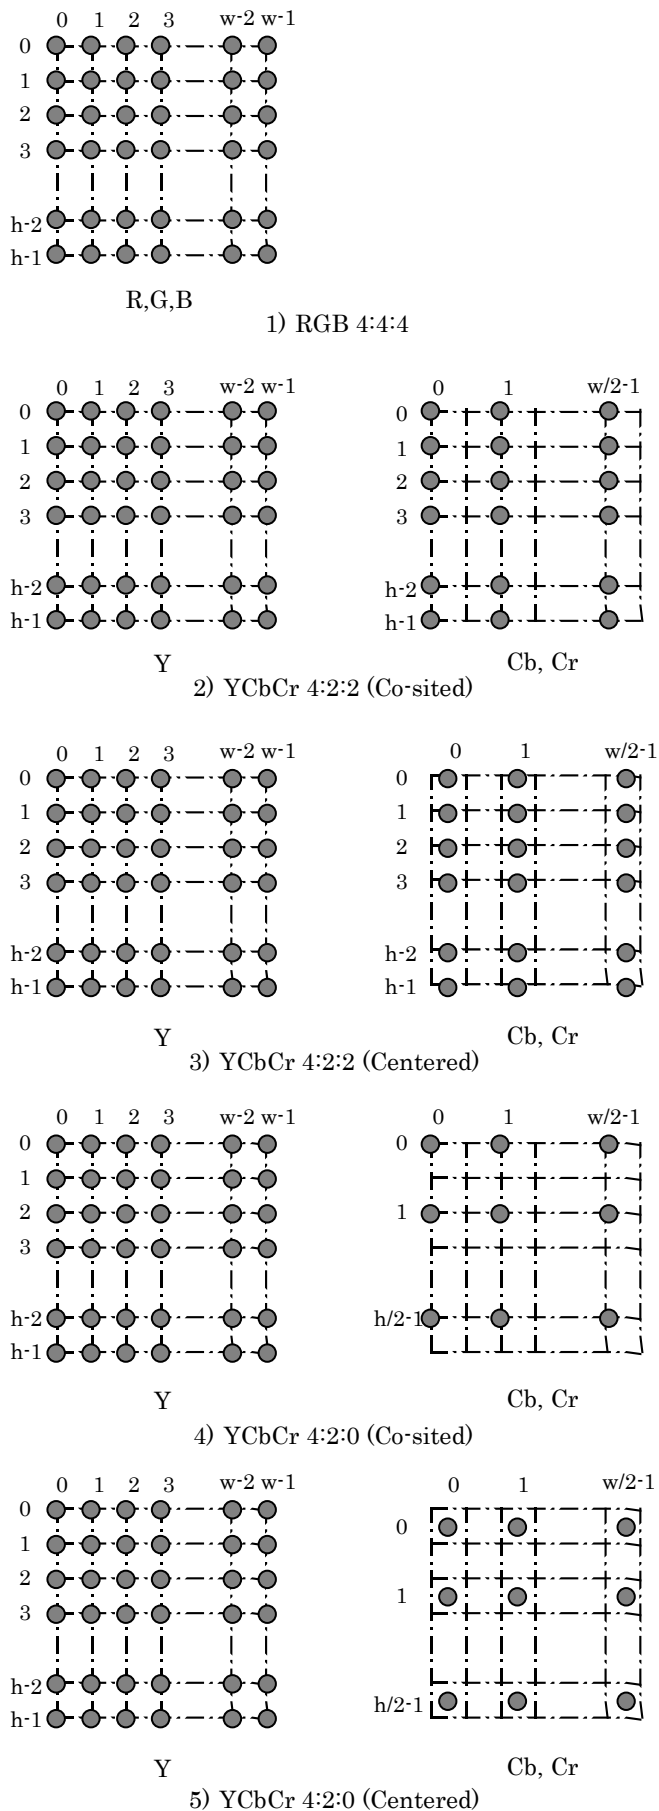 0 1 2 3 w-2 w-1
0
1
2
3
h-2
h-1
R,G,B
1) RGB 4:4:4
0 1 2 3 w-2 w-1
0
1
2
3
h-2
h-1
Y
0 1 w/2-1
0
1
2
3
h-2
h-1
Cb, Cr
2) YCbCr 4:2:2 (Co-sited)
0 1 2 3 w-2 w-1
0
1
2
3
h-2
h-1
Y
0 1 w/2-1
0
1
2
3
h-2
h-1
Cb, Cr
3) YCbCr 4:2:2 (Centered)
0 1 2 3 w-2 w-1
0
1
2
3
h-2
h-1
Y
0 1 w/2-1
0
1
h/2-1
Cb, Cr
4) YCbCr 4:2:0 (Co-sited)
0 1 2 3 w-2 w-1
0
1
2
3
h-2
h-1
Y
0 1 w/2-1
0
1
h/2-1
Cb, Cr
5) YCbCr 4:2:0 (Centered)